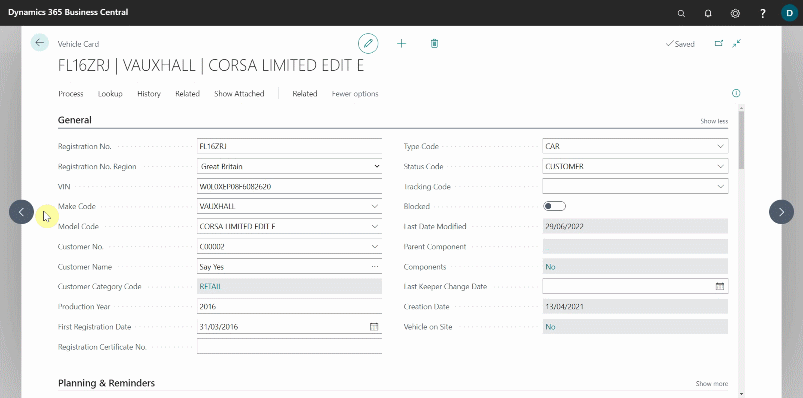 Dynamics 365 Business Central
?
D
Vehicle Card
Saved
FL16ZRJ | VAUXHALL | CORSA LIMITED EDIT E
Process Lookup History Related Show Attached Related Fewer options
General Show less
Registration No. FL16ZRJ Type Code CAR
Registration No. Region Great Britain Status Code CUSTOMER
VIN W0L0XEP08F6082620 Tracking Code
Make Code VAUXHALL Blocked
Model Code CORSA LIMITED EDIT E Last Date Modified 29/06/2022
Customer No. C00002 Parent Component
Customer Name Say Yes ... Components No
Customer Category Code RETAIL Last Keeper Change Date
Production Year 2016 Creation Date 13/04/2021
First Registration Date 31/03/2016 Vehicle on Site No
Registration Certificate No.
Planning & Reminders Show more